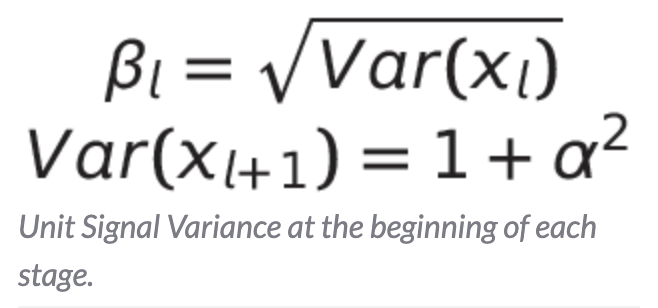 βₗ = √Var(xₗ)
Var(xₗ₊₁) = 1 + α²
Unit Signal Variance at the beginning of each
stage.